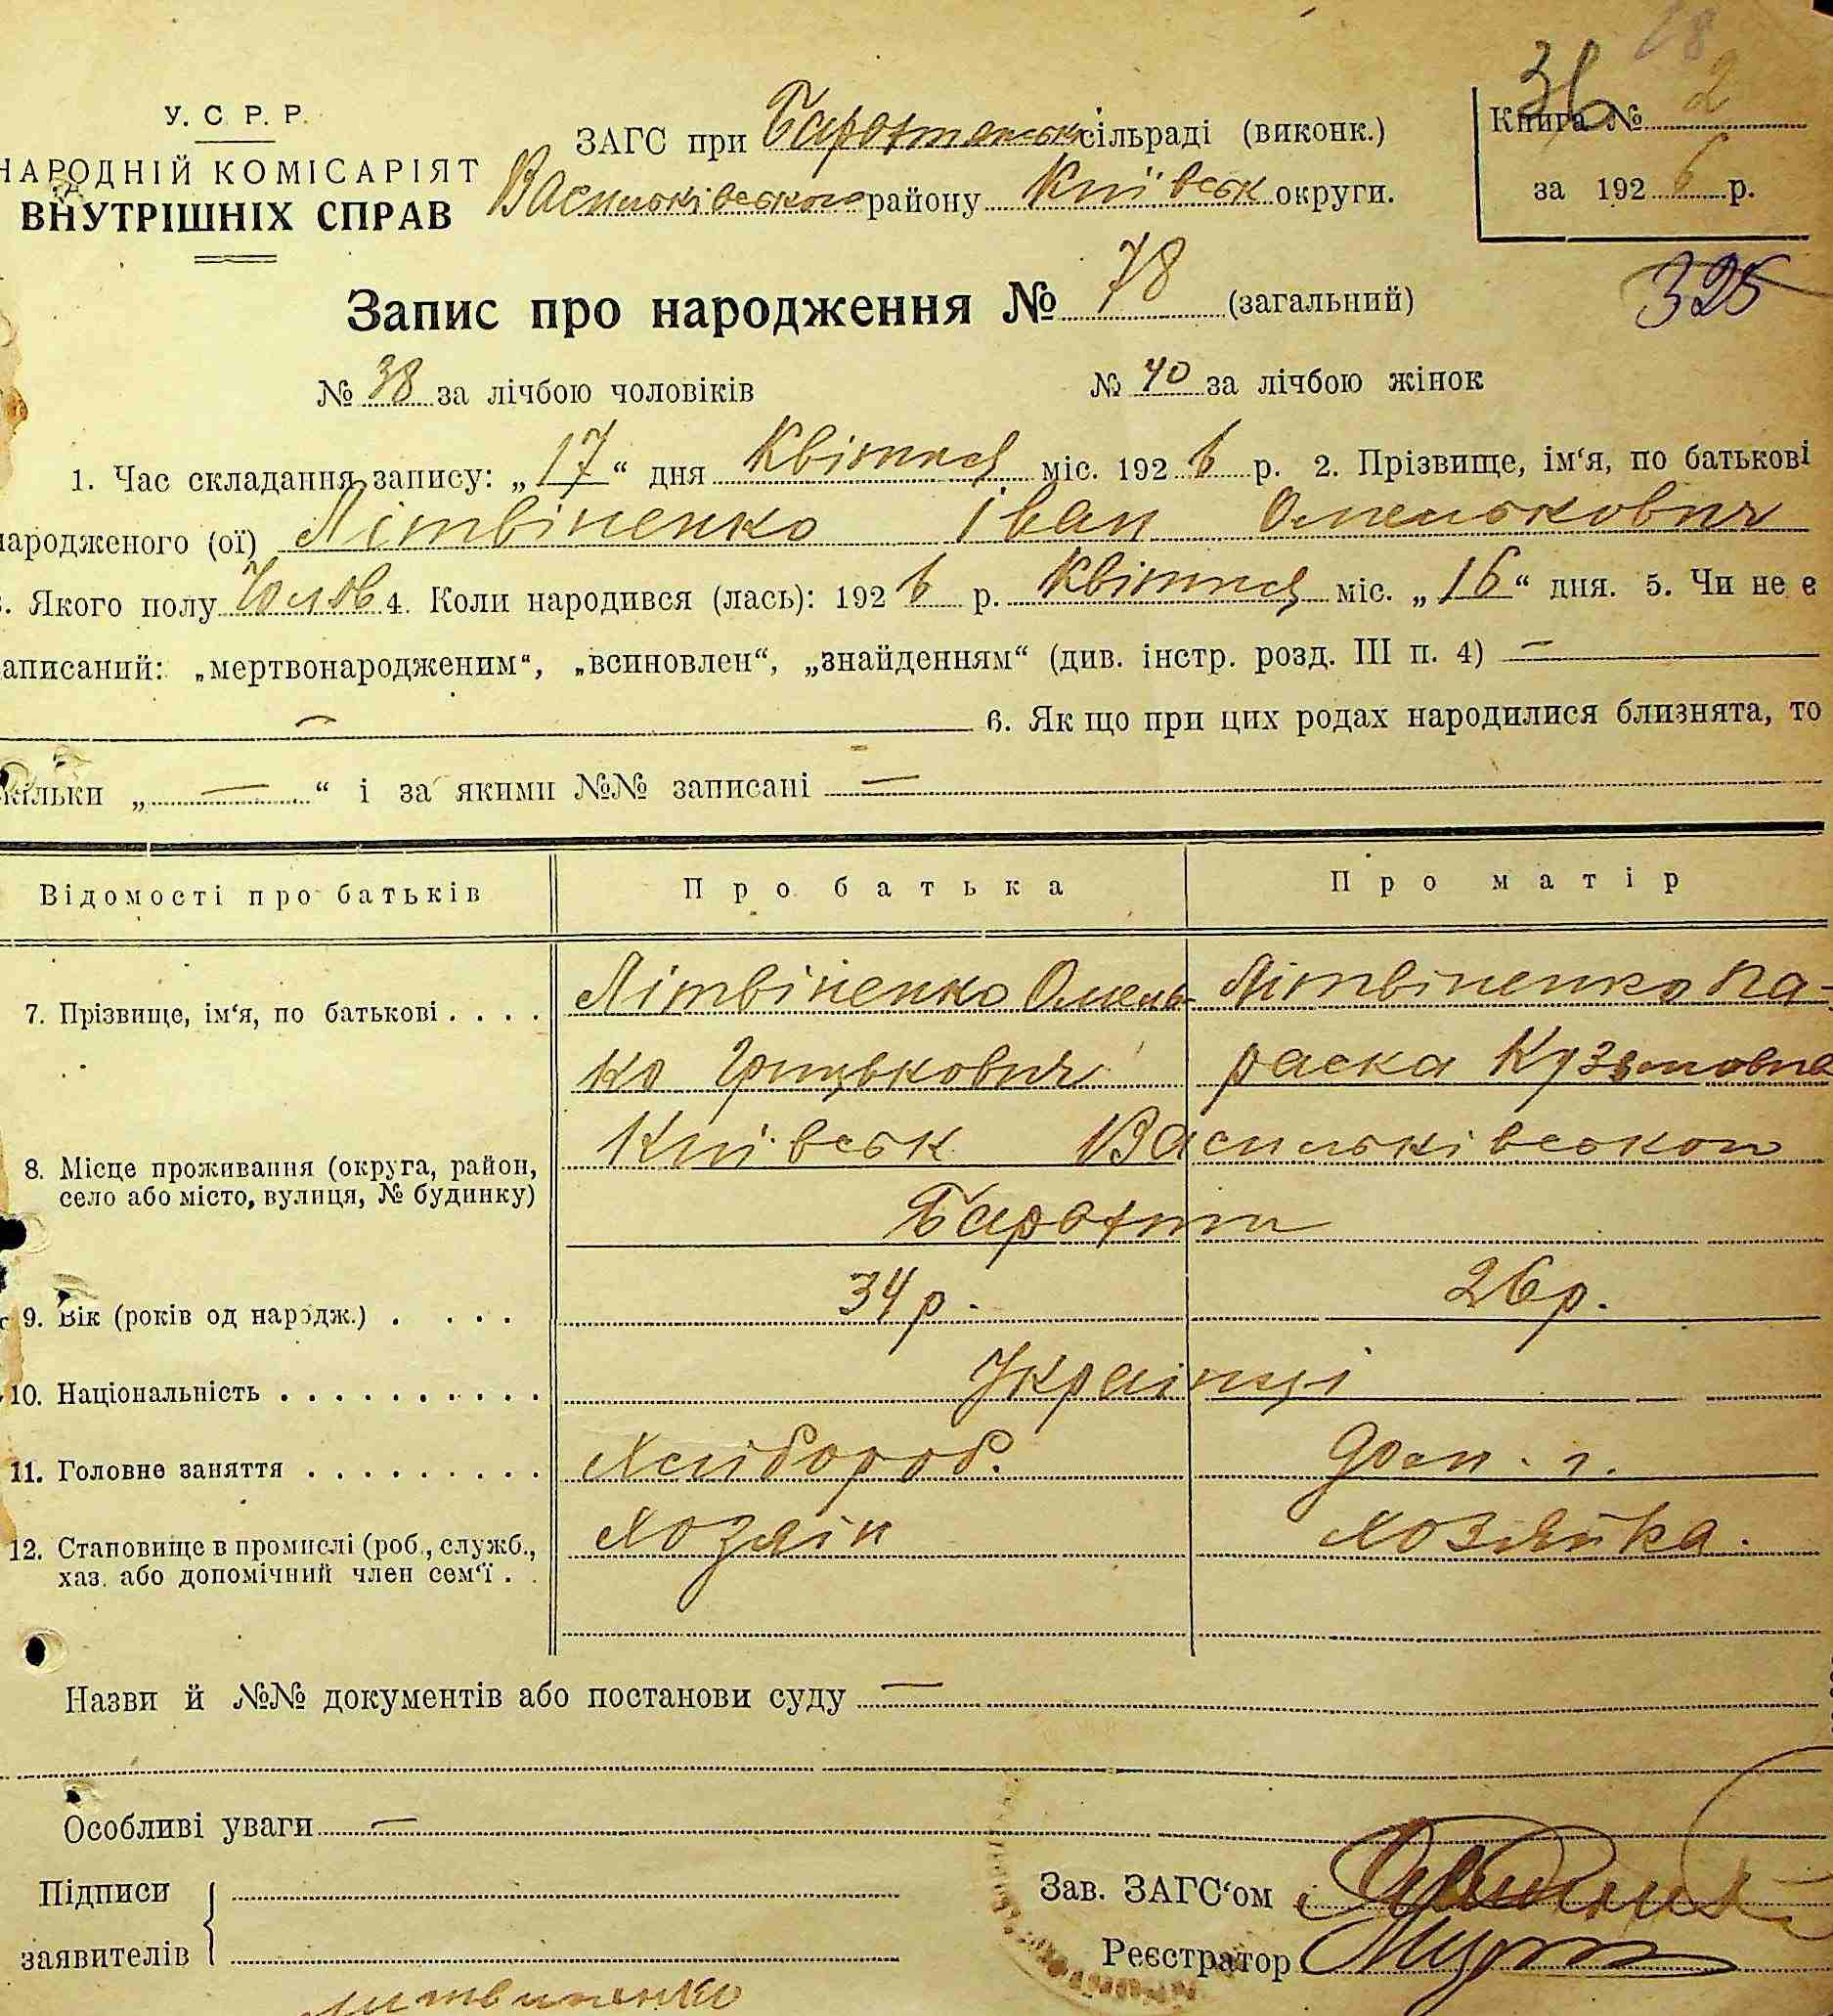 28
36
У. С. Р. Р.
НАРОДНІЙ КОМІСАРІЯТ
ВНУТРІШНІХ СПРАВ
ЗАГС при Барахтянськ сільраді (виконк.)
Васильківського району Київськ округи.
Книга № 2
за 1926 р.
Запис про народження № 78 (загальний)
325
№ 38 за лічбою чоловіків № 40 за лічбою жінок
1. Час складання запису: „17“ дня Квітня міс. 1926 р. 2. Прізвище, ім‘я, по батькові
народженого (ої) Літвіненко Іван Омелькович
3. Якого полу Чолов 4. Коли народився (лась): 1926 р. Квітня міс. „16“ дня. 5. Чи не є
записаний: „мертвонародженим“, „всиновлен“, „знайденням“ (див. інстр. розд. III п. 4) —
— 6. Як що при цих родах народилися близнята, то
скільки „—“ і за якими №№ записані —
Відомості про батьків Про батька Про матір
7. Прізвище, ім‘я, по батькові . . . . Літвіненко Омель- Літвіненко Па-
ко Грицькович раска Кузьмовна
8. Місце проживання (округа, район, Київськ Васильківського
село або місто, вулиця, № будинку) Барахти
9. Вік (років од народж.) . . . . 34 р. 26 р.
10. Національність . . . . . . . . . . Українці
11. Головне заняття . . . . . . . . . Хлібороб.
12. Становище в промислі (роб., служб., Хозяін хозяйка.
хаз. або допомічний член сем‘ї . .
Назви й №№ документів або постанови суду —
Особливі уваги —
Підписи
заявителів
Зав. ЗАГС‘ом
Реєстратор
Литвиненко